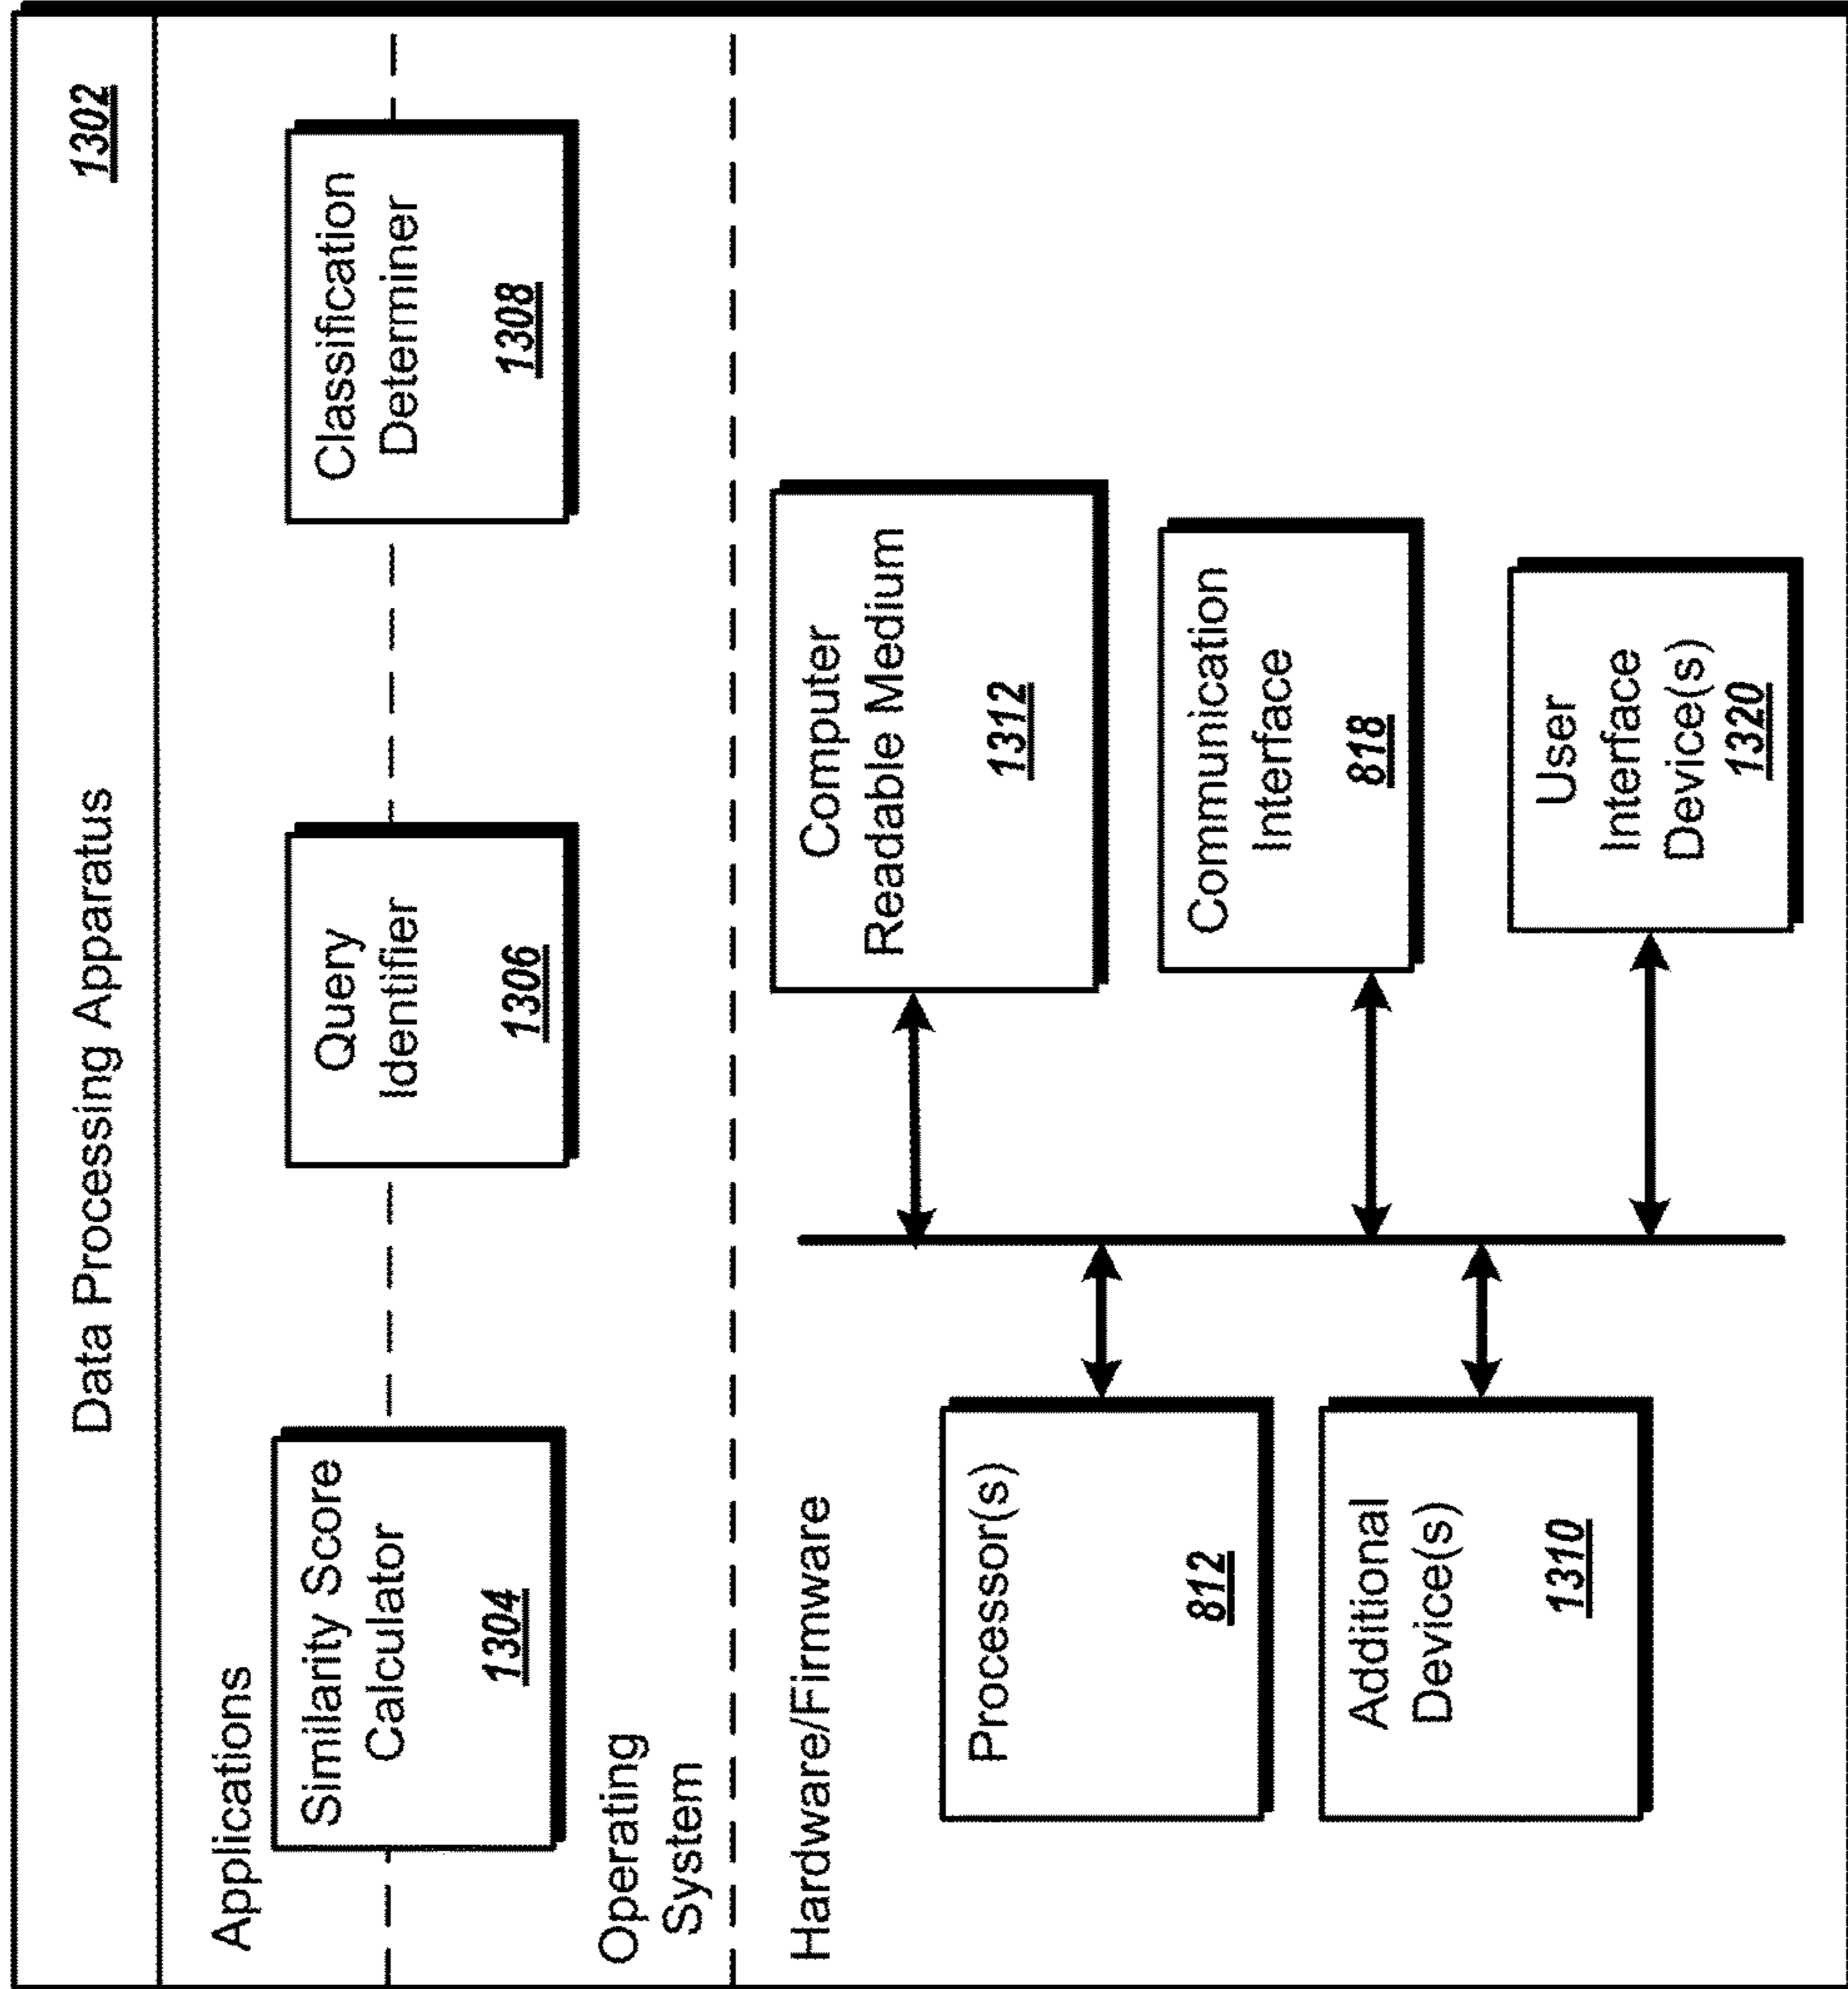 Data Processing Apparatus
1302
Applications
Similarity Score
Calculator
1304
Query
Identifier
1306
Classification
Determiner
1308
Operating
System
Hardware/Firmware
Processor(s)
812
Additional
Device(s)
1310
Computer
Readable Medium
1312
Communication
Interface
818
User
Interface
Device(s)
1320